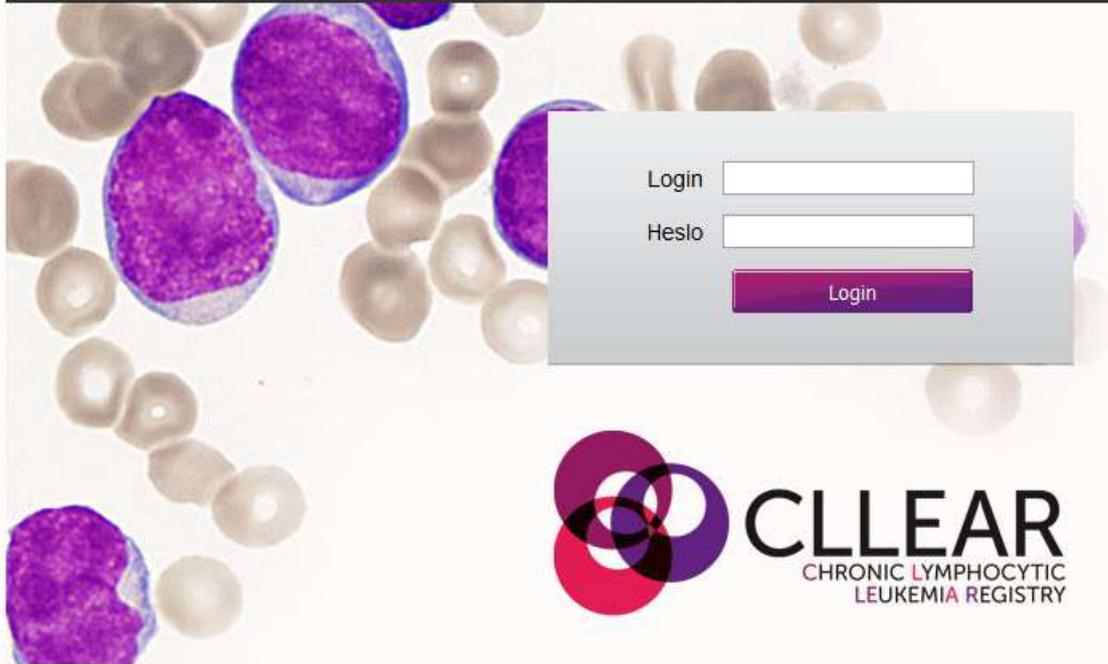 Login
Heslo
Login
CLLEAR
CHRONIC LYMPHOCYTIC
LEUKEMIA REGISTRY